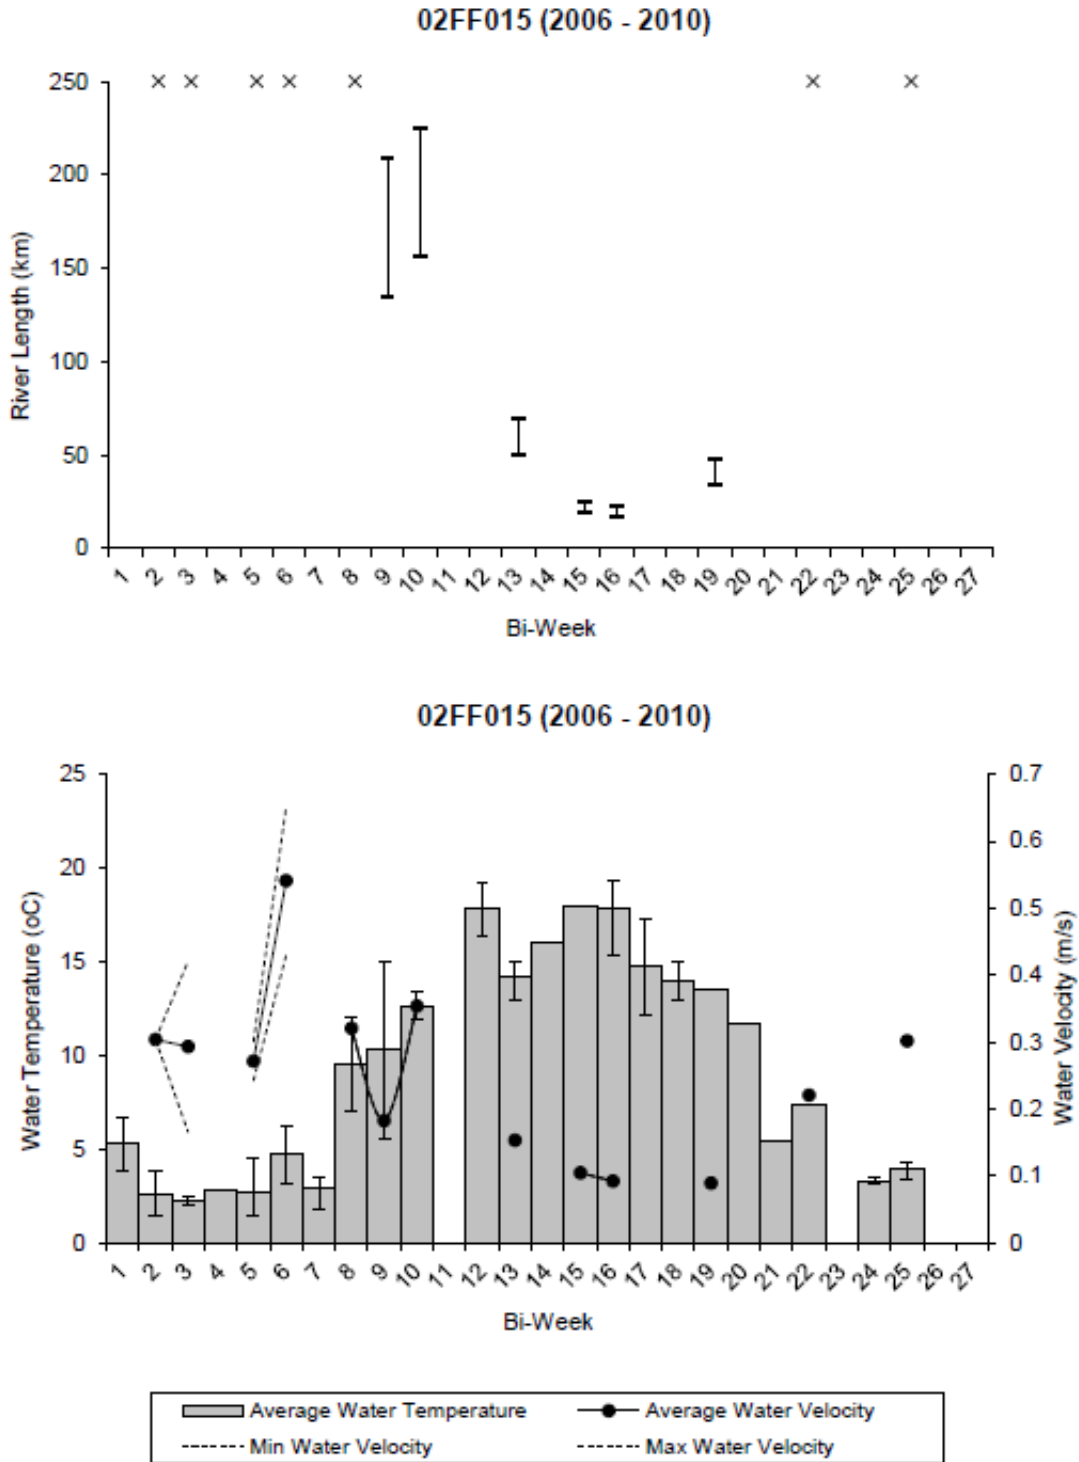 02FF015 (2006 - 2010)
250
200
150
100
50
0
River Length (km)
1 2 3 4 5 6 7 8 9 10 11 12 13 14 15 16 17 18 19 20 21 22 23 24 25 26 27
Bi-Week
02FF015 (2006 - 2010)
25
20
15
10
5
0
Water Temperature (oC)
0.7
0.6
0.5
0.4
0.3
0.2
0.1
0
Water Velocity (m/s)
1 2 3 4 5 6 7 8 9 10 11 12 13 14 15 16 17 18 19 20 21 22 23 24 25 26 27
Bi-Week
Average Water Temperature Average Water Velocity
Min Water Velocity Max Water Velocity